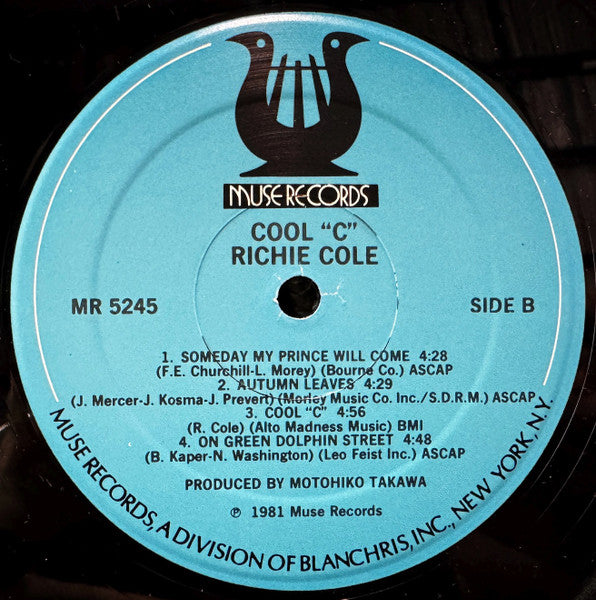 MUSE RECORDS
COOL "C"
RICHIE COLE
MR 5245
SIDE B
1. SOMEDAY MY PRINCE WILL COME 4:28
(F.E. Churchill-L. Morey) (Bourne Co.) ASCAP
2. AUTUMN LEAVES 4:29
(J. Mercer-J. Kosma-J. Prevert) (Morley Music Co. Inc./S.D.R.M.) ASCAP
3. COOL "C" 4:56
(R. Cole) (Alto Madness Music) BMI
4. ON GREEN DOLPHIN STREET 4:48
(B. Kaper-N. Washington) (Leo Feist Inc.) ASCAP
PRODUCED BY MOTOHIKO TAKAWA
℗ 1981 Muse Records
MUSE RECORDS, A DIVISION OF BLANCHRIS, INC., NEW YORK, N.Y.